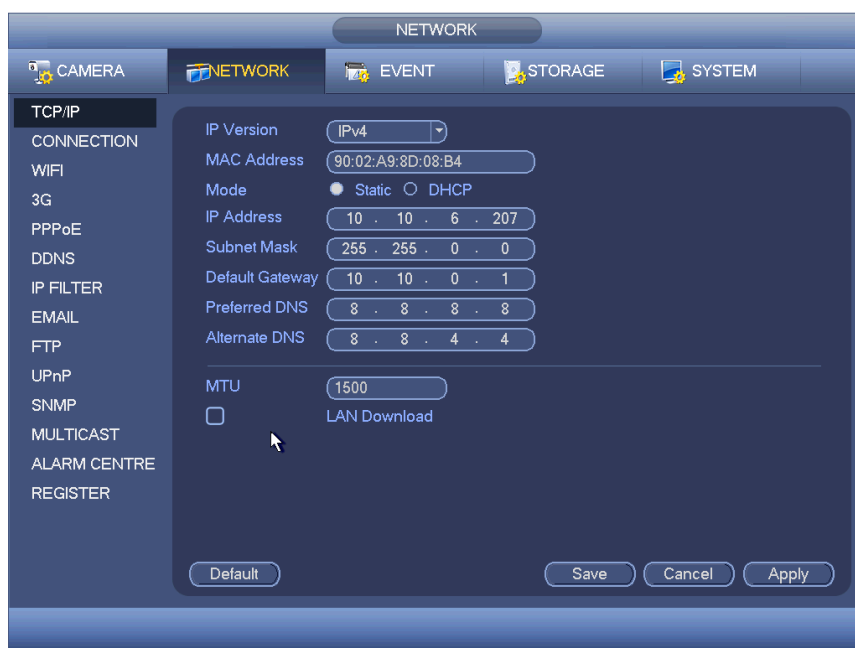 NETWORK
CAMERA
NETWORK
EVENT
STORAGE
SYSTEM
TCP/IP
CONNECTION
WIFI
3G
PPPoE
DDNS
IP FILTER
EMAIL
FTP
UPnP
SNMP
MULTICAST
ALARM CENTRE
REGISTER
IP Version IPv4
MAC Address 90:02:A9:8D:08:B4
Mode Static DHCP
IP Address 10 . 10 . 6 . 207
Subnet Mask 255 . 255 . 0 . 0
Default Gateway 10 . 10 . 0 . 1
Preferred DNS 8 . 8 . 8 . 8
Alternate DNS 8 . 8 . 4 . 4
MTU 1500
LAN Download
Default Save Cancel Apply